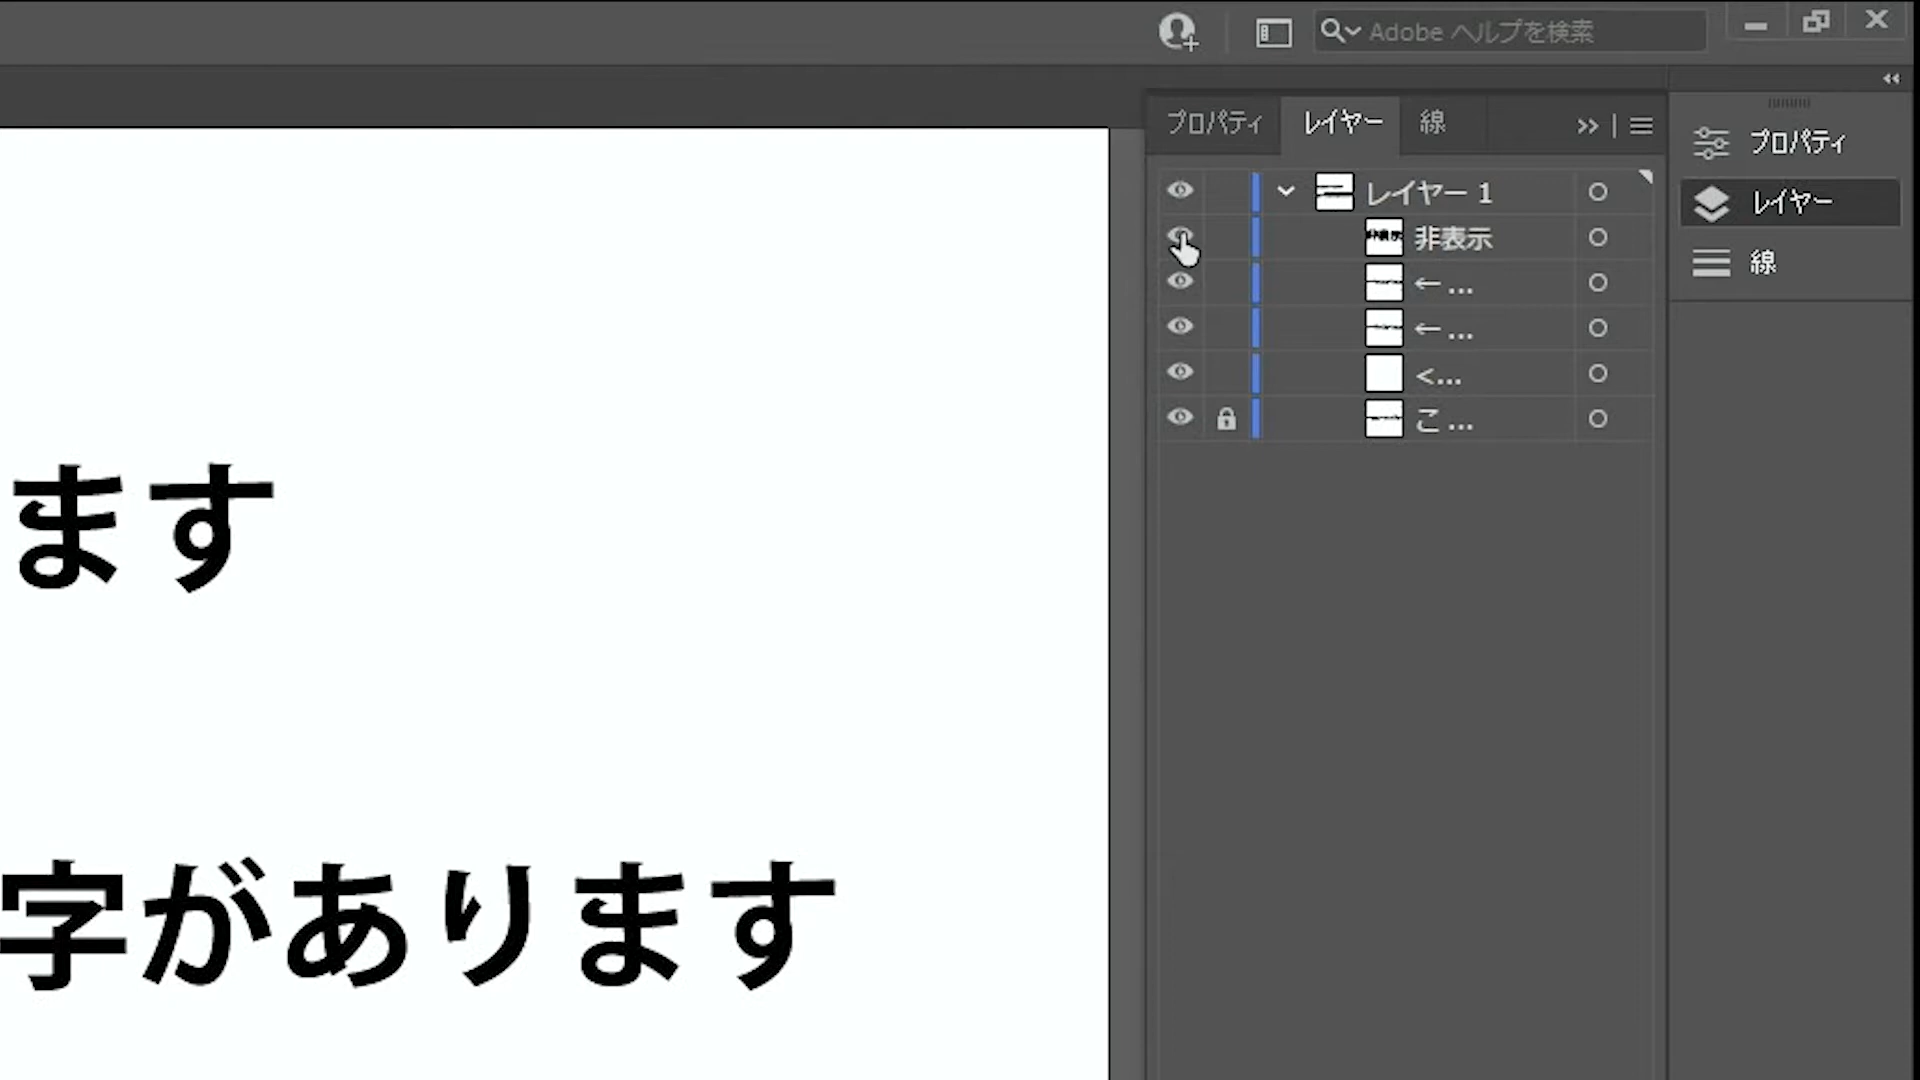 Adobe ヘルプを検索
プロパティ
レイヤー
線
プロパティ
レイヤー
線
レイヤー 1
非表示
← ...
← ...
<...
こ ...
ます
字があります